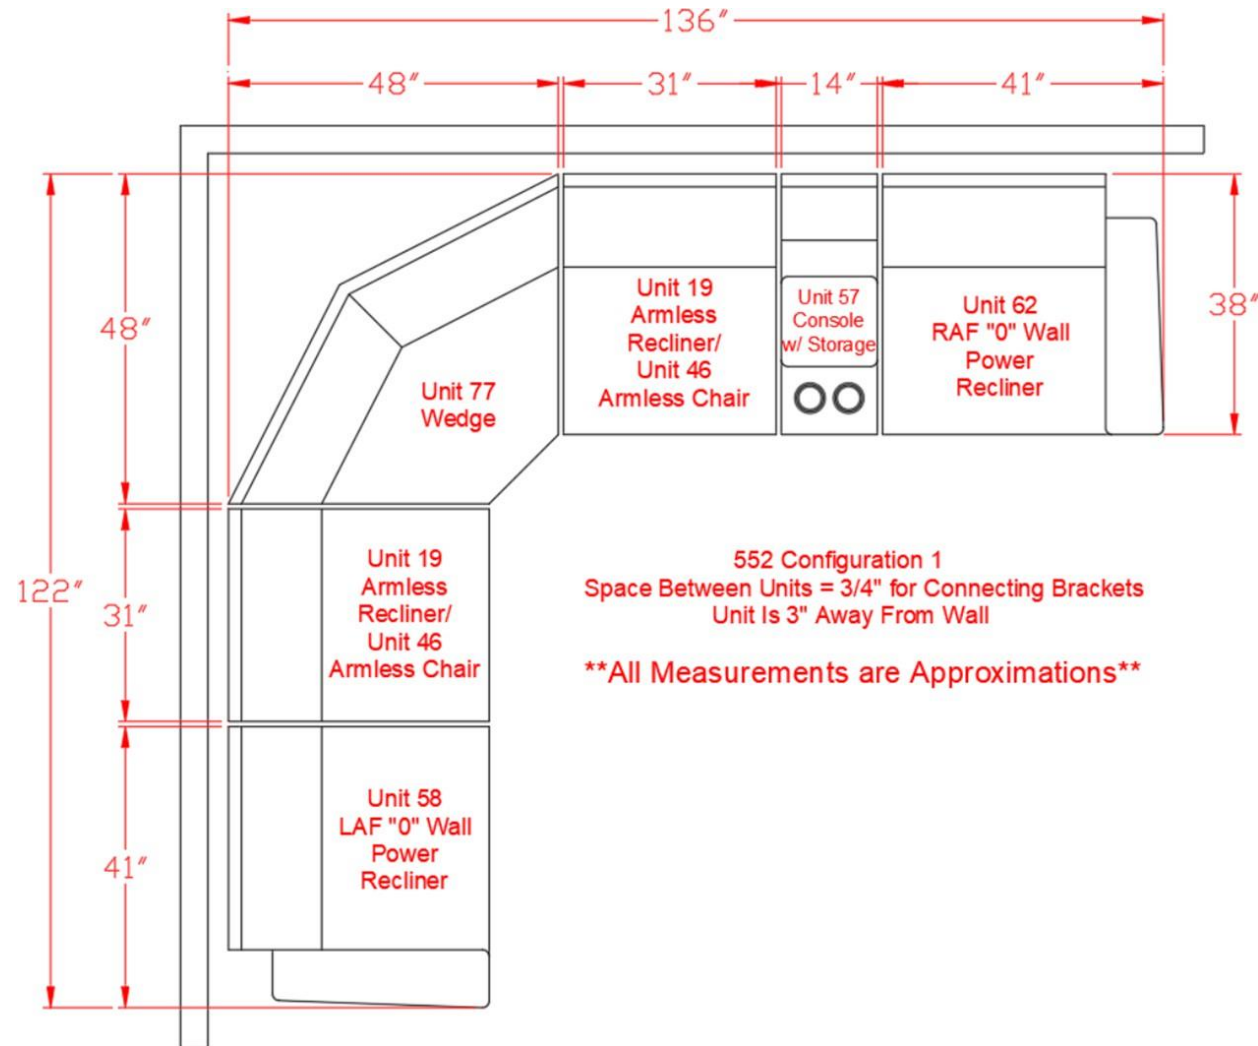 136"
48"
31"
14"
41"
48"
38"
122"
31"
41"
Unit 77
Wedge
Unit 19
Armless
Recliner/
Unit 46
Armless Chair
Unit 57
Console
w/ Storage
Unit 62
RAF "0" Wall
Power
Recliner
Unit 19
Armless
Recliner/
Unit 46
Armless Chair
Unit 58
LAF "0" Wall
Power
Recliner
552 Configuration 1
Space Between Units = 3/4" for Connecting Brackets
Unit Is 3" Away From Wall
**All Measurements are Approximations**